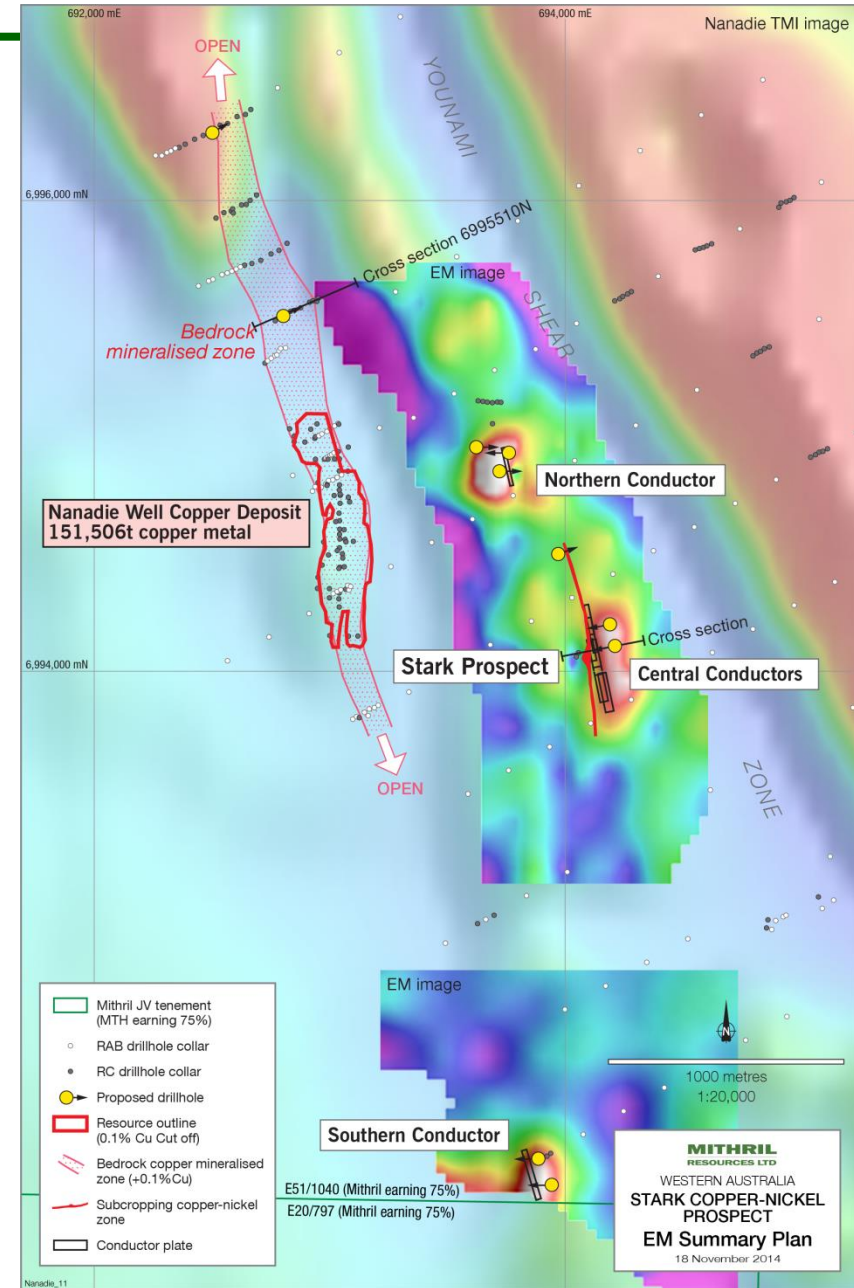 692,000 mE
694,000 mE
Nanadie TMI image
OPEN
YOUNAMI
6,996,000 mN
Cross section 6995510N
EM image
SHEAR
Bedrock
mineralised zone
Northern Conductor
Nanadie Well Copper Deposit
151,506t copper metal
Cross section
Stark Prospect
Central Conductors
6,994,000 mN
ZONE
OPEN
EM image
Mithril JV tenement
(MTH earning 75%)
RAB drillhole collar
RC drillhole collar
Proposed drillhole
Resource outline
(0.1% Cu Cut off)
Bedrock copper mineralised
zone (+0.1%Cu)
Subcropping copper-nickel
zone
Conductor plate
N
1000 metres
1:20,000
Southern Conductor
E51/1040 (Mithril earning 75%)
E20/797 (Mithril earning 75%)
MITHRIL
RESOURCES LTD
WESTERN AUSTRALIA
STARK COPPER-NICKEL
PROSPECT
EM Summary Plan
18 November 2014
Nanadie_11